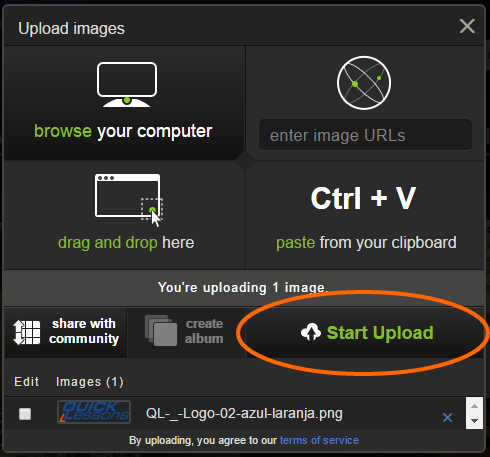 Upload images
browse your computer
enter image URLs
drag and drop here
Ctrl + V
paste from your clipboard
You're uploading 1 image.
share with
community
create
album
Start Upload
Edit Images (1)
QUICK
LESSONS
QL-_-Logo-02-azul-laranja.png
By uploading, you agree to our terms of service